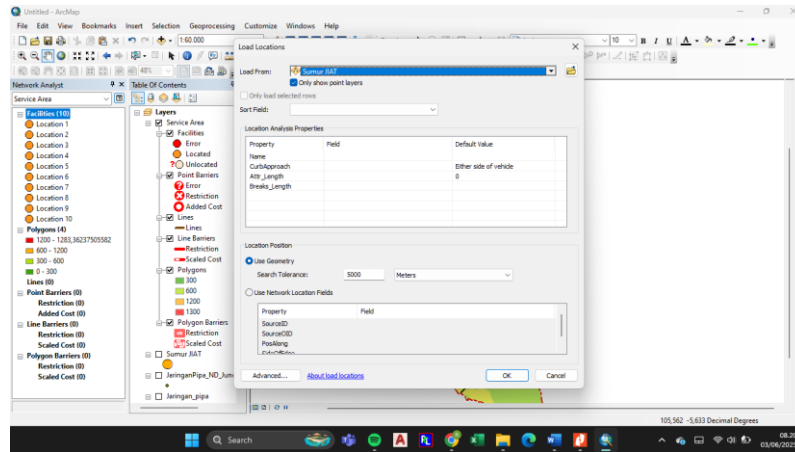 Untitled - ArcMap
File Edit View Bookmarks Insert Selection Geoprocessing Customize Windows Help
1:60.000
10 B I U A
48%
Network Analyst
Service Area
Facilities (10)
Location 1
Location 2
Location 3
Location 4
Location 5
Location 6
Location 7
Location 8
Location 9
Location 10
Polygons (4)
1200 - 1283,36237505582
600 - 1200
300 - 600
0 - 300
Lines (0)
Point Barriers (0)
Restriction (0)
Added Cost (0)
Line Barriers (0)
Restriction (0)
Scaled Cost (0)
Polygon Barriers (0)
Restriction (0)
Scaled Cost (0)
Table Of Contents
Layers
Service Area
Facilities
Error
Located
Unlocated
Point Barriers
Error
Restriction
Added Cost
Lines
Lines
Line Barriers
Restriction
Scaled Cost
Polygons
300
600
1200
1300
Polygon Barriers
Restriction
Scaled Cost
Sumur JIAT
JaringanPipa_ND_Jun
Jaringan_pipa
Load Locations
Load From: Sumur JIAT
Only show point layers
Only load selected rows
Sort Field:
Location Analysis Properties
Property Field Default Value
Name
CurbApproach Either side of vehicle
Attr_Length 0
Breaks_Length
Location Position
Use Geometry
Search Tolerance: 5000 Meters
Use Network Location Fields
Property Field
SourceID
SourceOID
PosAlong
SideOfEdge
Advanced... About load locations OK Cancel
105,562 -5,633 Decimal Degrees
Search
08.20
03/06/2025